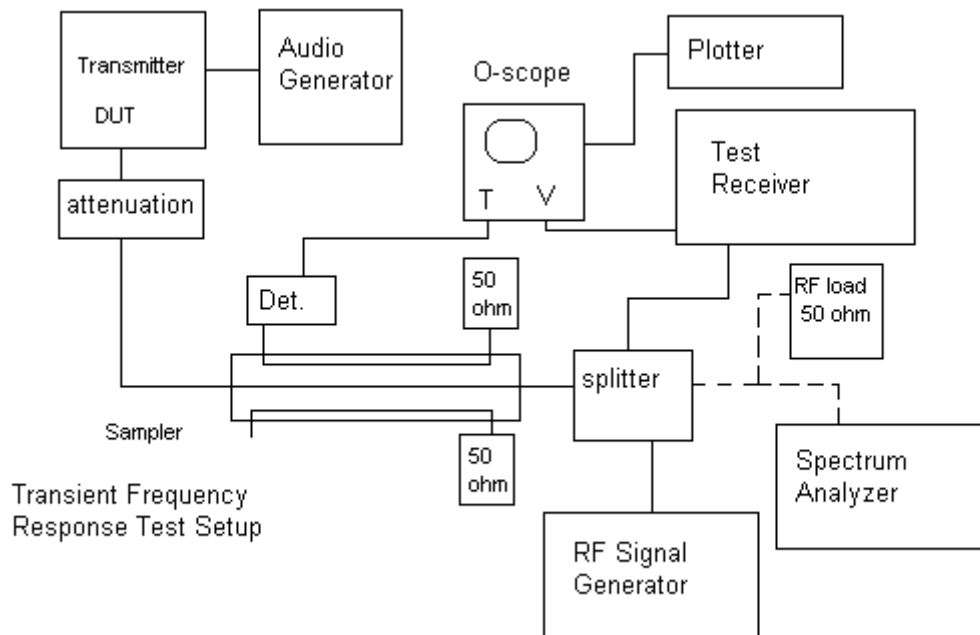 Transmitter
DUT
Audio
Generator
O-scope
T V
Plotter
Test
Receiver
attenuation
Det.
50
ohm
RF load
50 ohm
splitter
Sampler
50
ohm
Spectrum
Analyzer
Transient Frequency
Response Test Setup
RF Signal
Generator